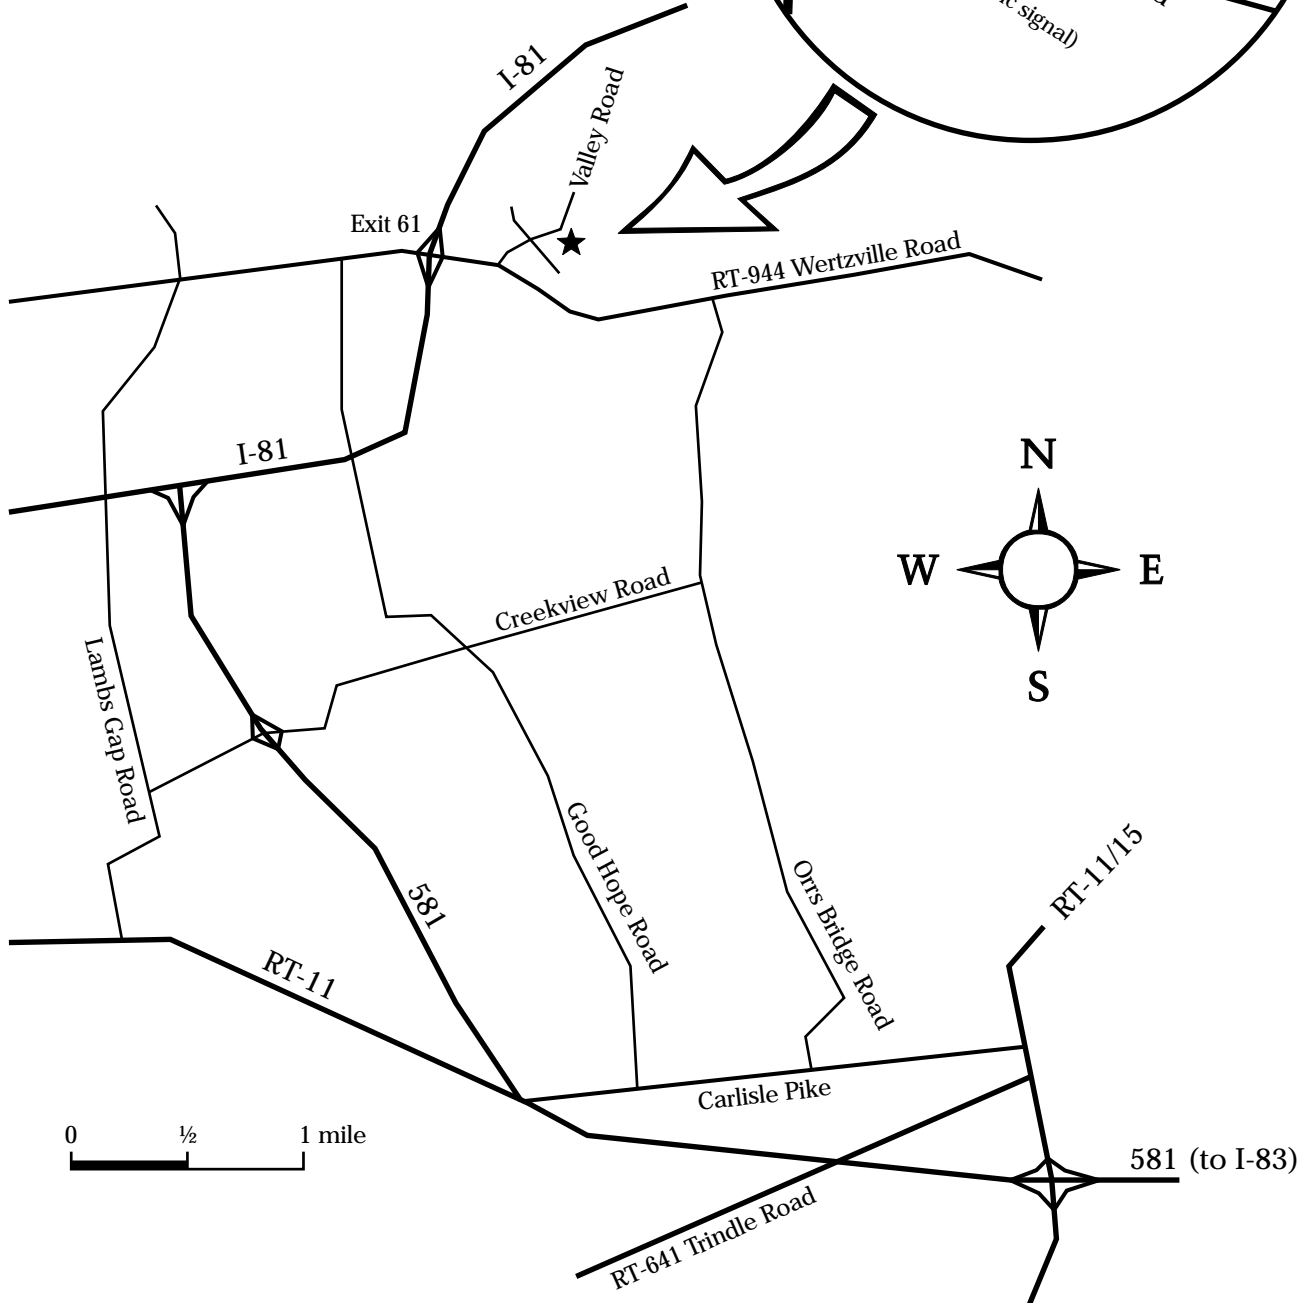 signal)
I-81
Valley Road
Exit 61
RT-944 Wertzville Road
I-81
N
W
E
S
Creekview Road
Lambs Gap Road
Good Hope Road
581
Orrs Bridge Road
RT-11/15
RT-11
Carlisle Pike
0 ½ 1 mile
581 (to I-83)
RT-641 Trindle Road